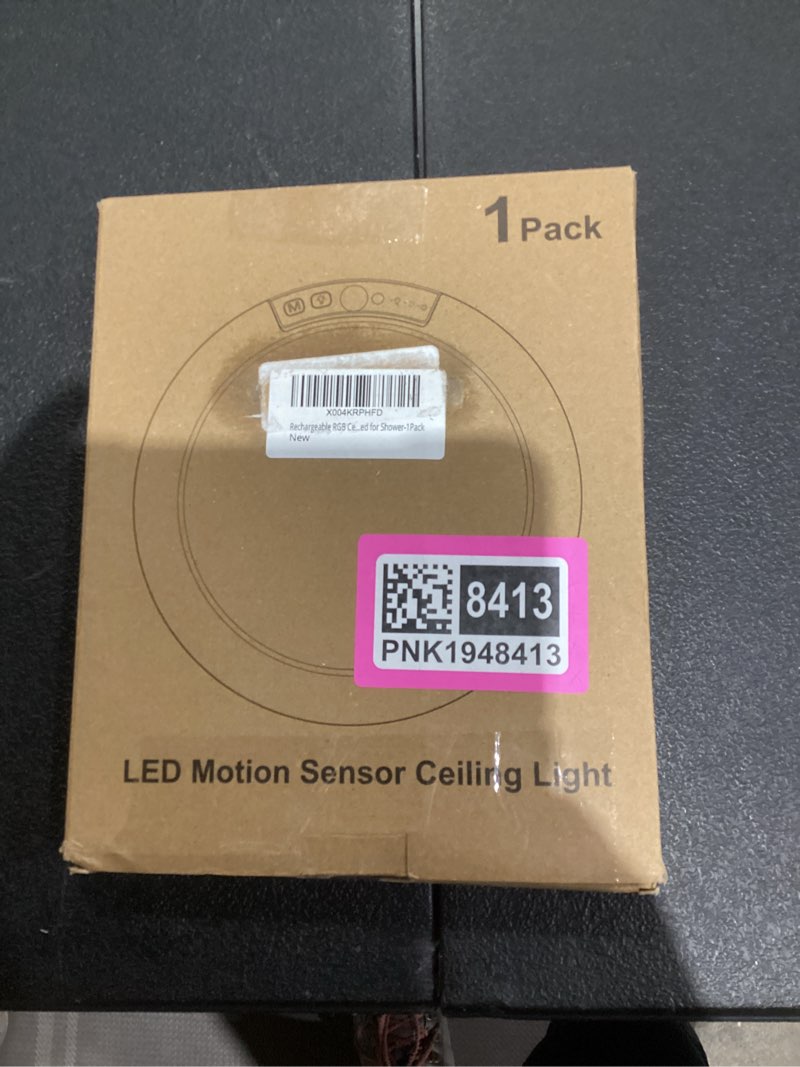 1 Pack
M
X004KRPHFD
Rechargeable RGB Ce...ed for Shower-1Pack
New
8413
PNK1948413
LED Motion Sensor Ceiling Light